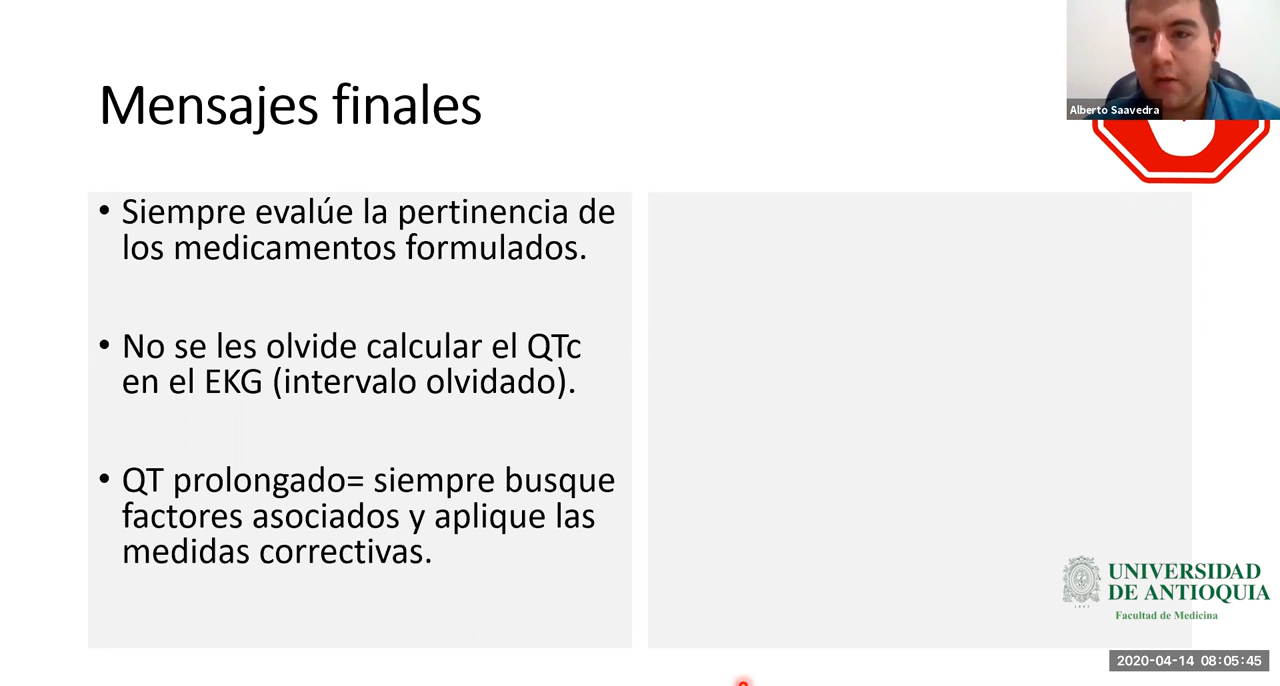 Mensajes finales
Alberto Saavedra
• Siempre evalúe la pertinencia de
los medicamentos formulados.
• No se les olvide calcular el QTc
en el EKG (intervalo olvidado).
• QT prolongado= siempre busque
factores asociados y aplique las
medidas correctivas.
UNIVERSIDAD
DE ANTIOQUIA
Facultad de Medicina
2020-04-14 08:05:45